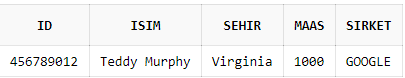 ID ISIM SEHIR MAAS SIRKET
456789012 Teddy Murphy Virginia 1000 GOOGLE